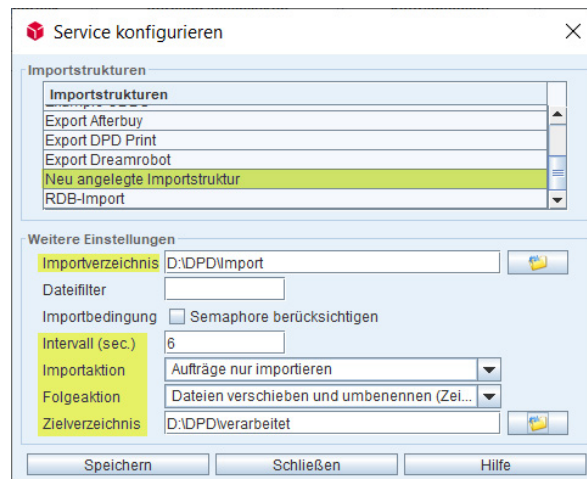 Service konfigurieren
Importstrukturen
Importstrukturen
Export Afterbuy
Export DPD Print
Export Dreamrobot
Neu angelegte Importstruktur
RDB-Import
Weitere Einstellungen
Importverzeichnis D:\DPD\Import
Dateifilter
Importbedingung Semaphore berücksichtigen
Intervall (sec.) 6
Importaktion Aufträge nur importieren
Folgeaktion Dateien verschieben und umbenennen (Zei...
Zielverzeichnis D:\DPD\verarbeitet
Speichern Schließen Hilfe